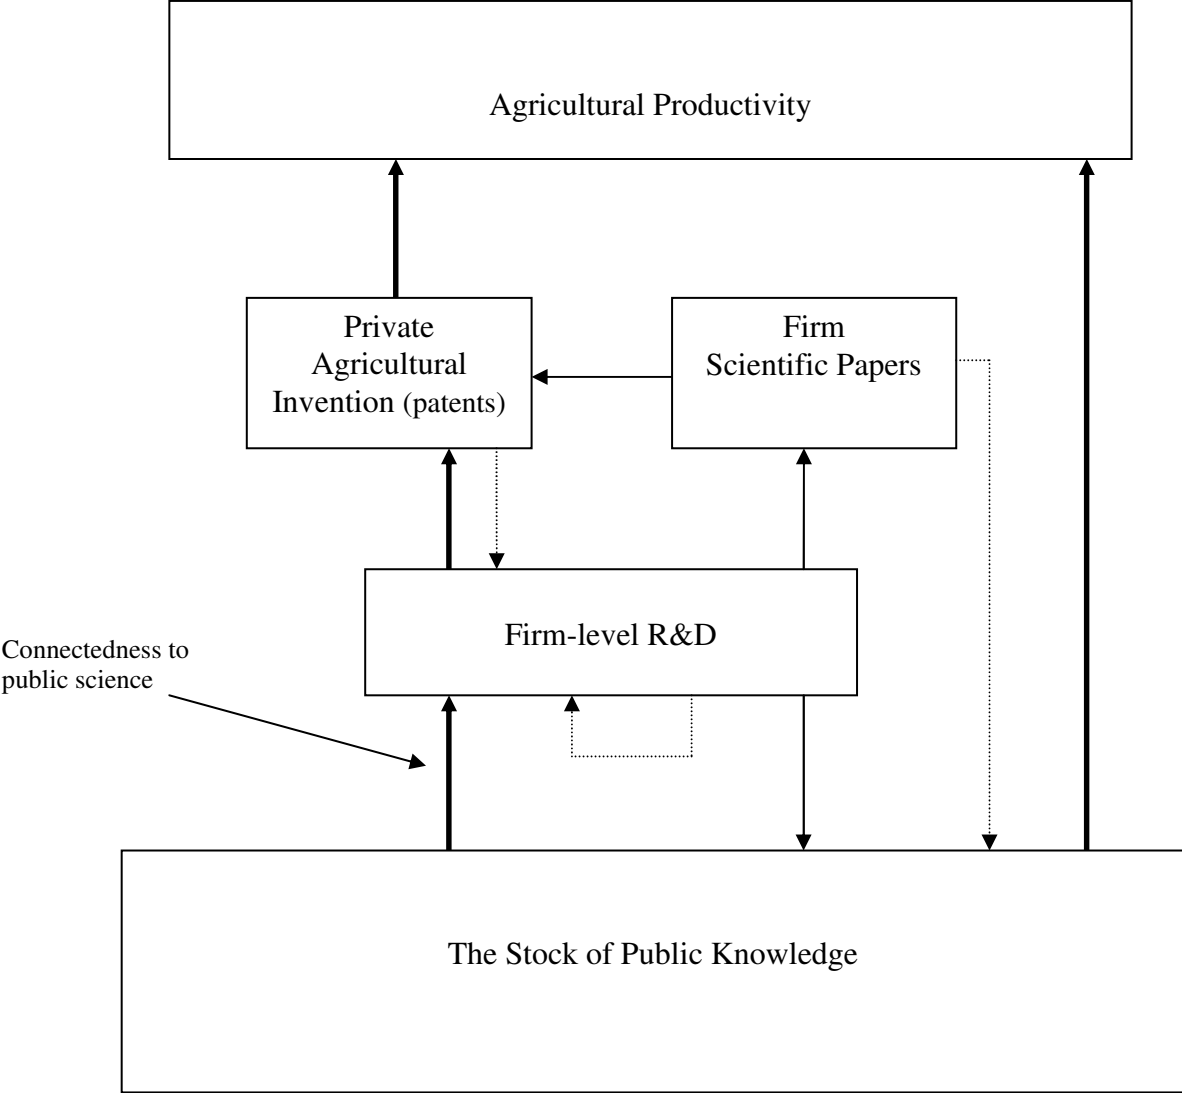 Agricultural Productivity
Private
Agricultural
Invention (patents)
Firm
Scientific Papers
Firm-level R&D
Connectedness to
public science
The Stock of Public Knowledge